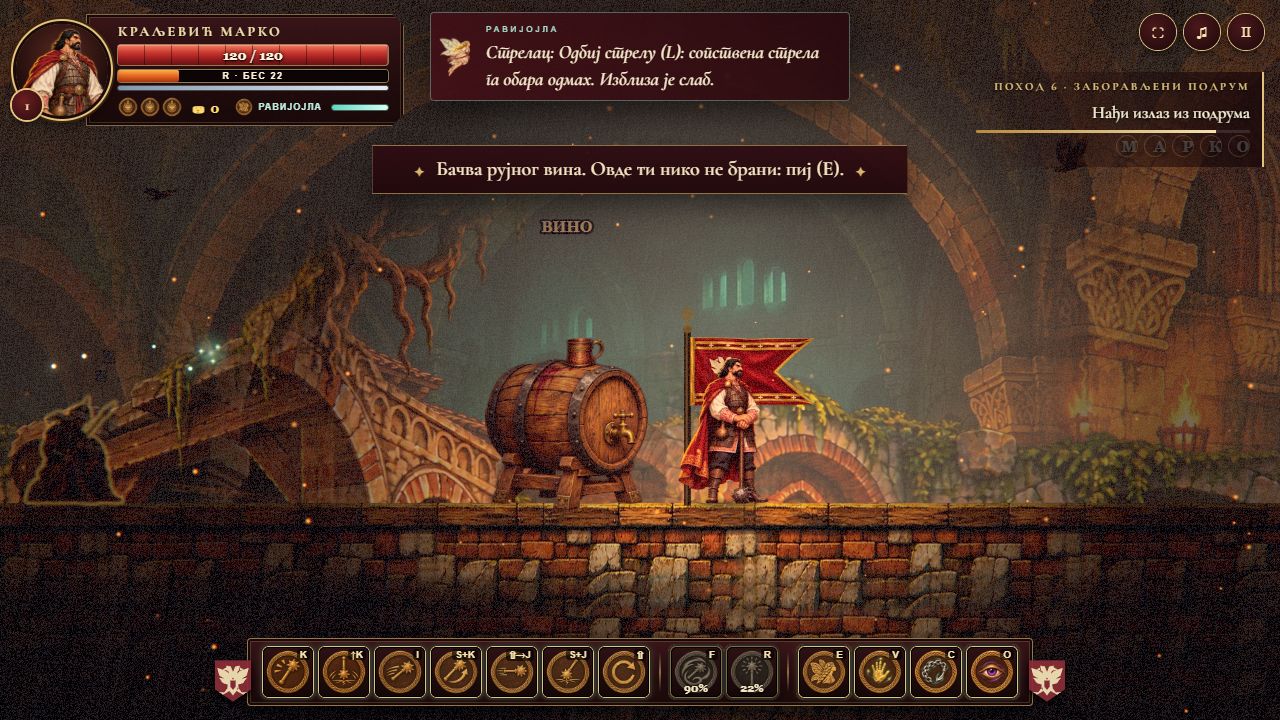 КРАЉЕВИЋ МАРКО
120 / 120
R · БЕС 22
I
0
РАВИЈОЈЛА
РАВИЈОЈЛА
Стрелац: Одбиј стрелу (L): сопствена стрела
га обара одмах. Изблиза је слаб.
II
ПОХОД 6 · ЗАБОРАВЉЕНИ ПОДРУМ
Нађи излаз из подрума
М А Р К О
Бачва рујног вина. Овде ти нико не брани: пиј (Е).
ВИНО
K ↑K I S+K ⇧→J S+J ⇧ F R E V C O
90% 22%